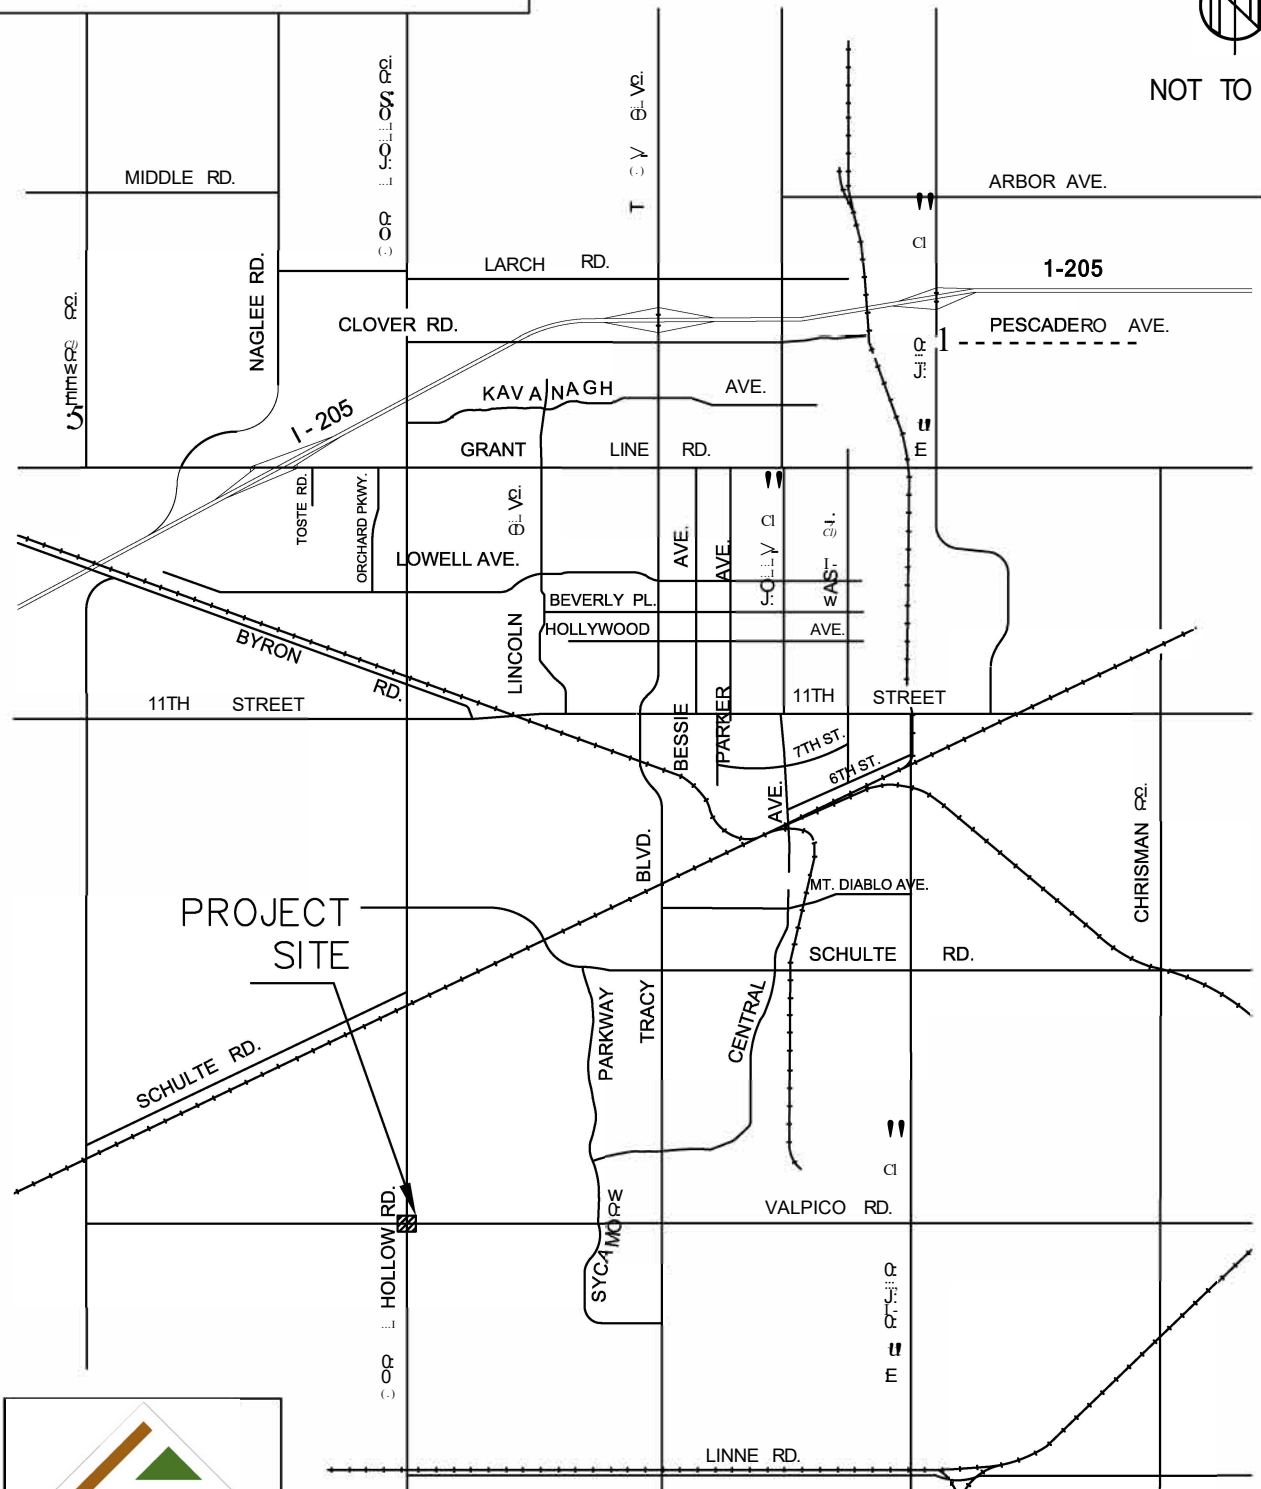 NOT TO
MIDDLE RD.
ARBOR AVE.
NAGLEE RD.
LARCH RD.
1-205
CLOVER RD.
PESCADERO AVE.
KAVANAGH AVE.
I-205
GRANT LINE RD.
TOSTE RD.
ORCHARD PKWY.
LOWELL AVE.
AVE.
AVE.
BEVERLY PL.
HOLLYWOOD AVE.
LINCOLN
BYRON RD.
11TH STREET
11TH STREET
BESSIE
PARKER
7TH ST.
6TH ST.
AVE.
BLVD.
CHRISMAN
MT. DIABLO AVE.
PROJECT
SITE
SCHULTE RD.
PARKWAY
TRACY
CENTRAL
SCHULTE RD.
HOLLOW RD.
VALPICO RD.
LINNE RD.